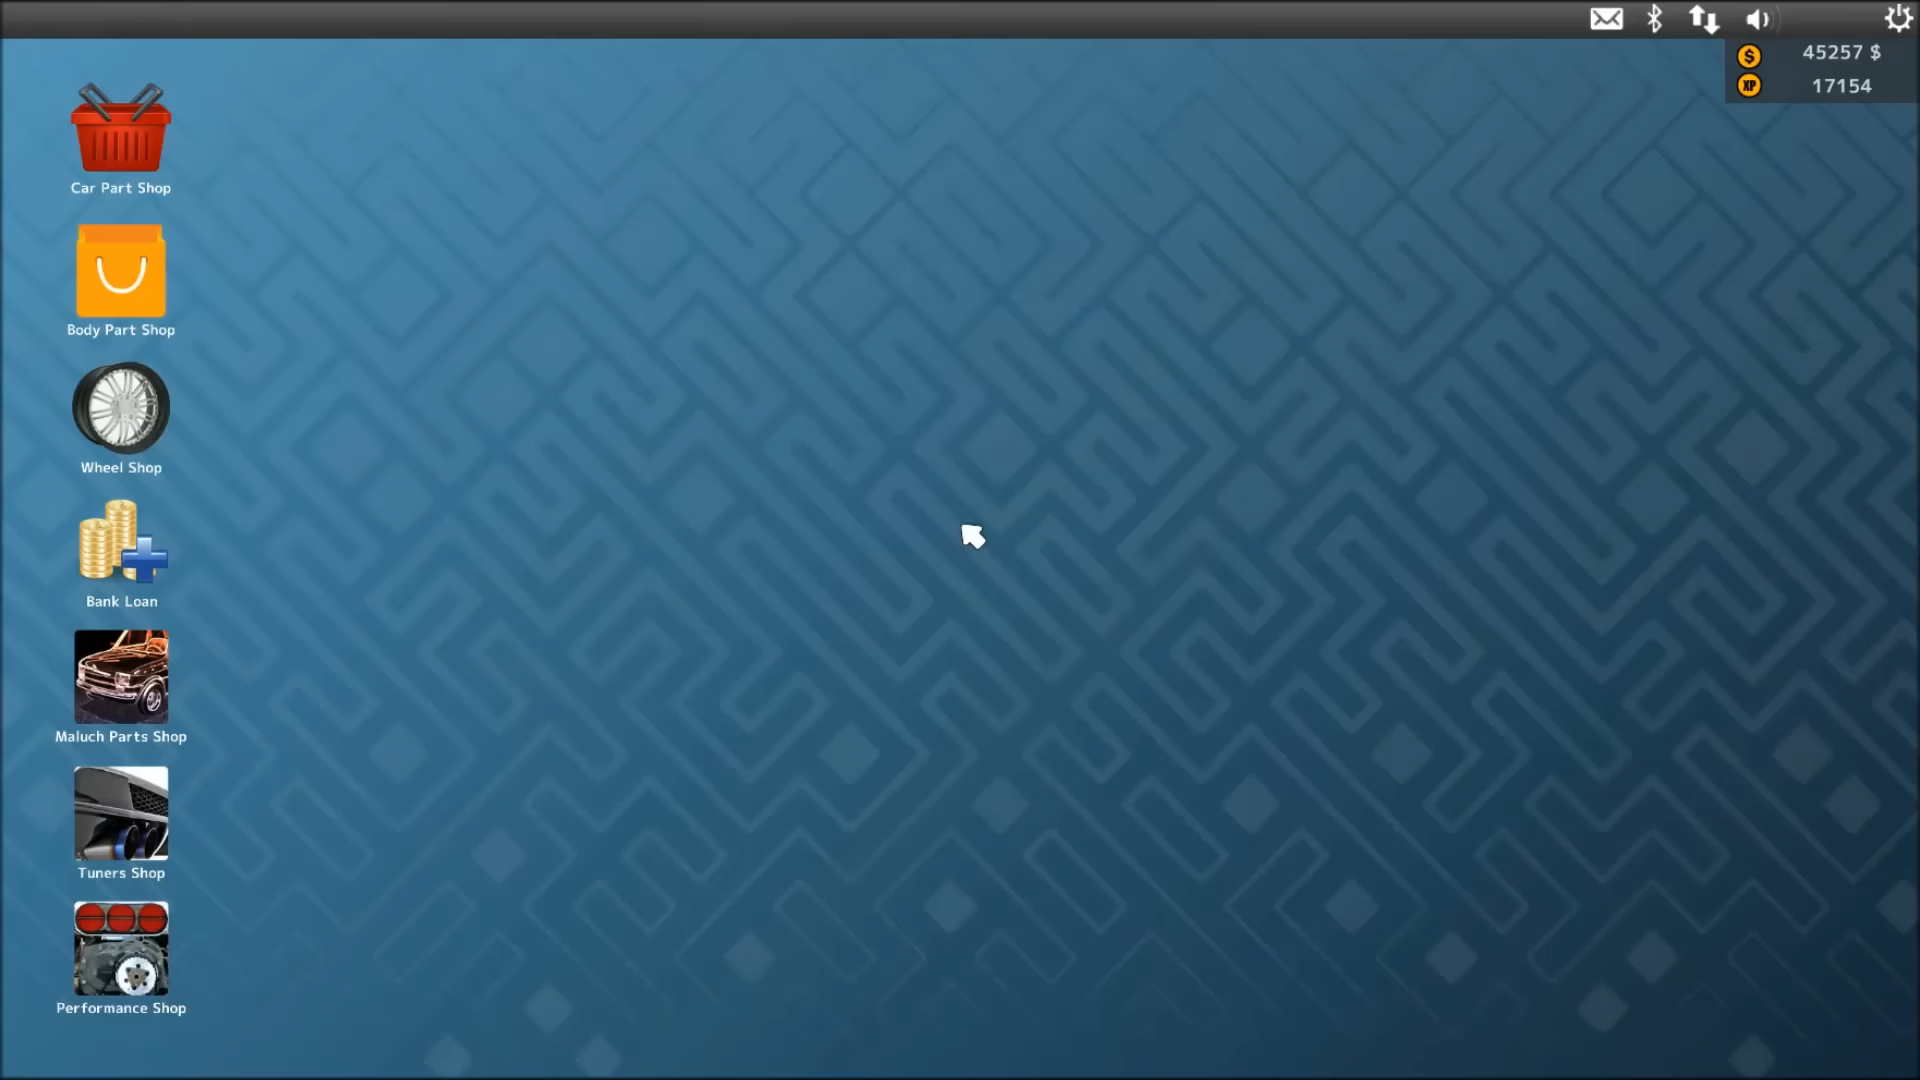 45257 $
XP 17154
Car Part Shop
Body Part Shop
Wheel Shop
Bank Loan
Maluch Parts Shop
Tuners Shop
Performance Shop